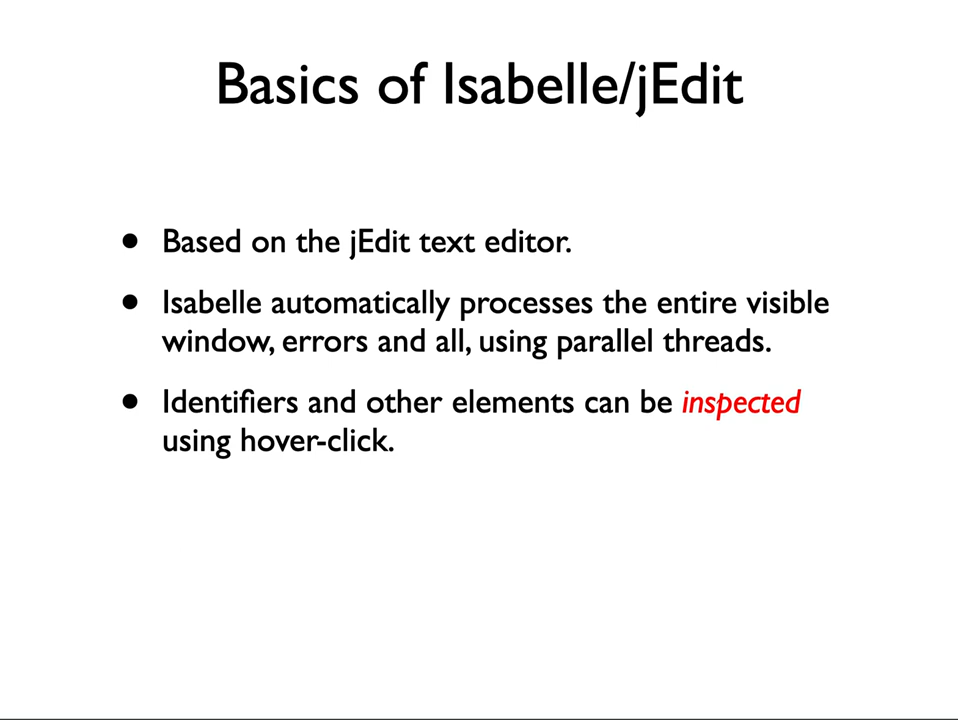 Basics of Isabelle/jEdit
• Based on the jEdit text editor.
• Isabelle automatically processes the entire visible
window, errors and all, using parallel threads.
• Identifiers and other elements can be inspected
using hover-click.